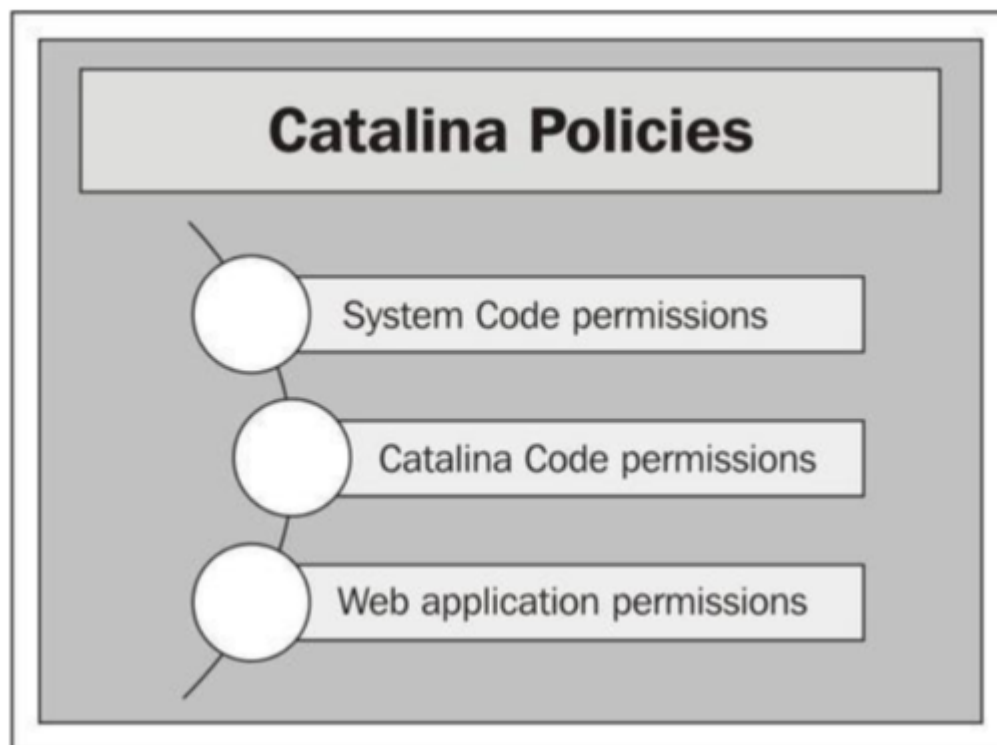 Catalina Policies
System Code permissions
Catalina Code permissions
Web application permissions